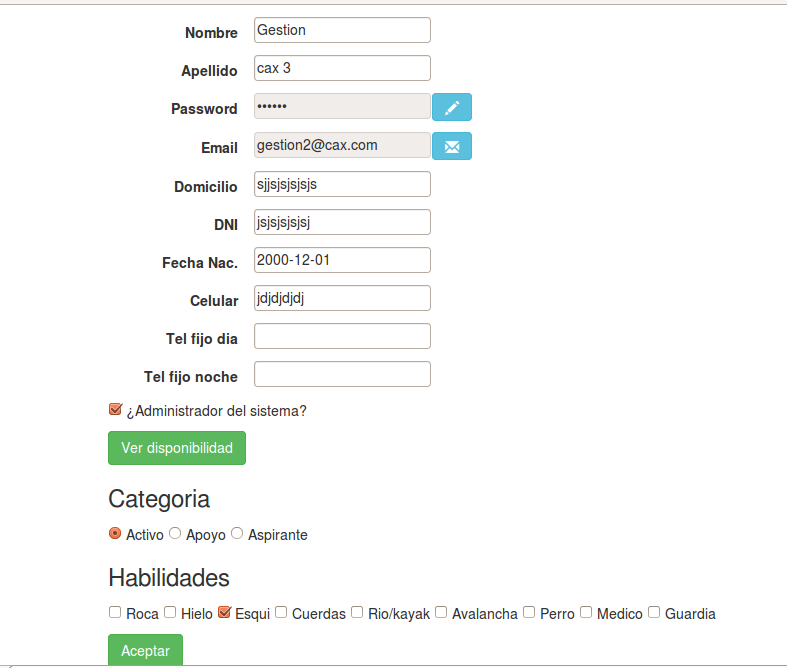 Nombre Gestion
Apellido cax 3
Password ••••••
Email gestion2@cax.com
Domicilio sjjsjsjsjsjs
DNI jsjsjsjsjsj
Fecha Nac. 2000-12-01
Celular jdjdjdjdj
Tel fijo dia
Tel fijo noche
¿Administrador del sistema?
Ver disponibilidad
Categoria
Activo Apoyo Aspirante
Habilidades
Roca Hielo Esqui Cuerdas Rio/kayak Avalancha Perro Medico Guardia
Aceptar